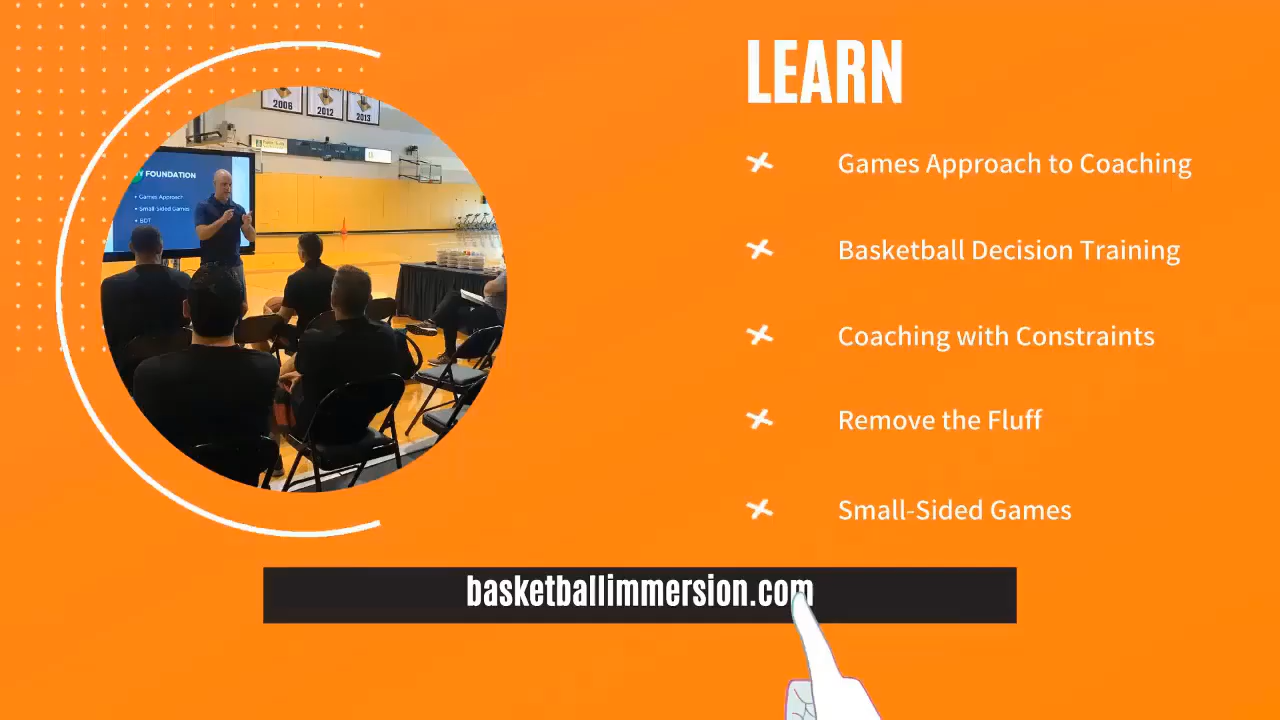 LEARN
Games Approach to Coaching
Basketball Decision Training
Coaching with Constraints
Remove the Fluff
Small-Sided Games
basketballimmersion.com
2006
2012
2013
FOUNDATION
• Games Approach
• Small-Sided Games
• BDT